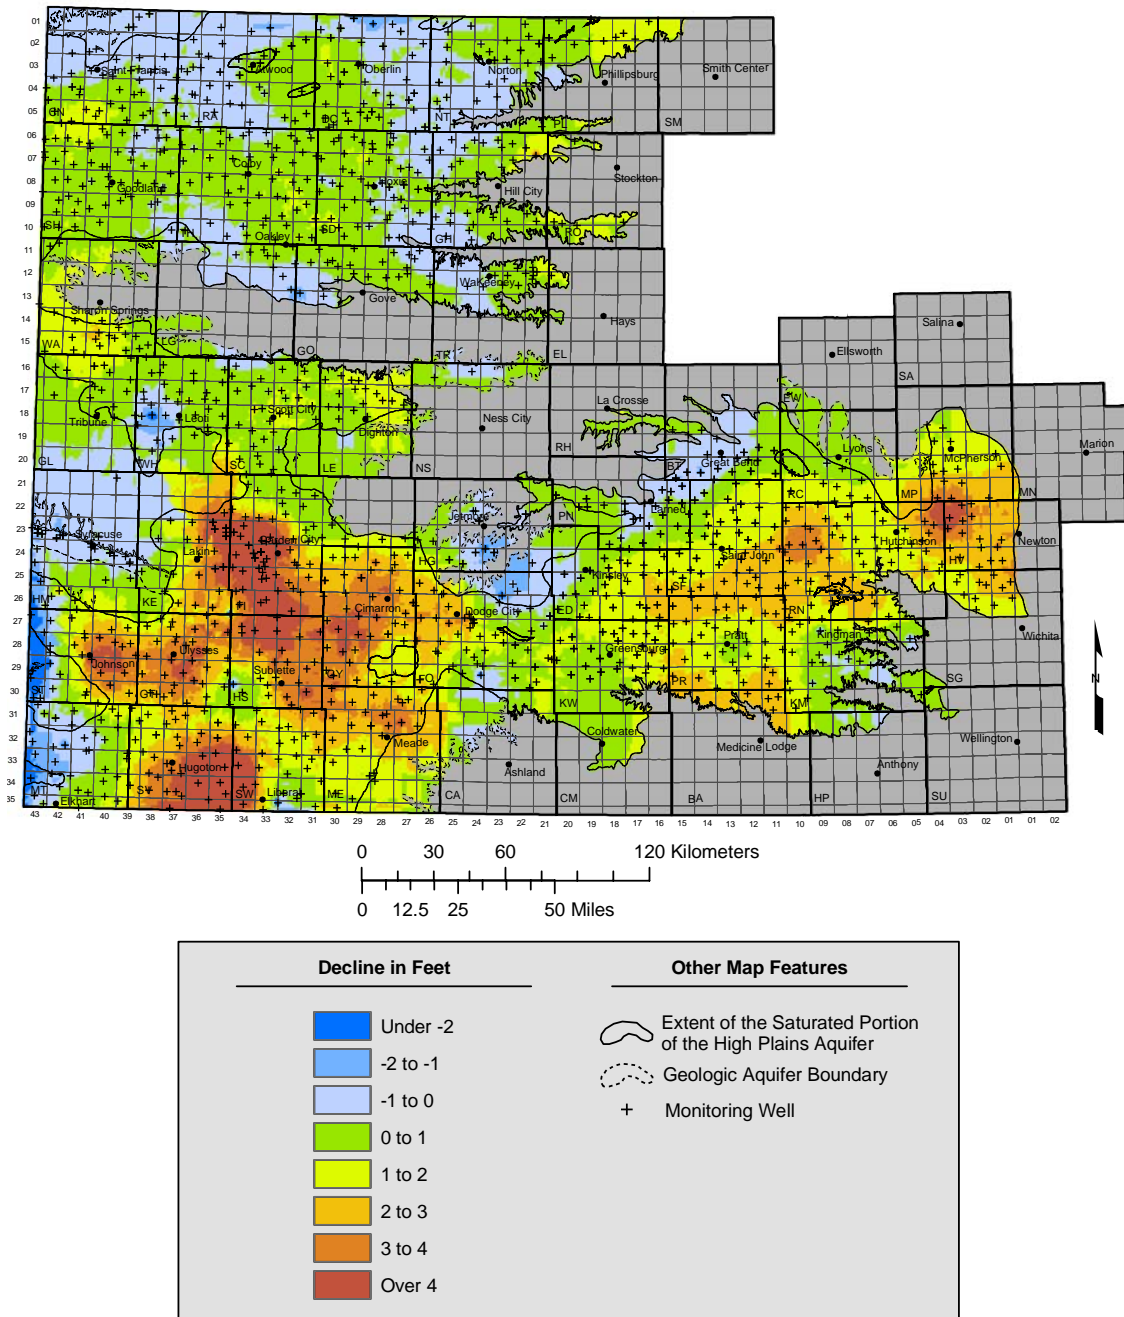 01
02
03
04
05
06
07
08
09
10
11
12
13
14
15
16
17
18
19
20
21
22
23
24
25
26
27
28
29
30
31
32
33
34
35
Saint Francis
Atwood
Oberlin
Norton
Phillipsburg
Smith Center
RA
DC
NT
PL
SM
Goodland
Colby
Hoxie
Hill City
Stockton
SH
TH
SD
GH
RO
Oakley
Sharon Springs
Gove
WaKeeney
Hays
WA
LG
GO
TR
EL
Salina
Ellsworth
SA
EW
Tribune
Leoti
Scott City
Dighton
Ness City
La Crosse
Great Bend
Lyons
McPherson
Marion
GL
WH
SC
LE
NS
RH
BT
RC
MP
MN
Syracuse
Lakin
Garden City
Jetmore
Larned
Saint John
Hutchinson
Newton
HM
KE
FI
HG
PN
Kinsley
SF
HV
Cimarron
Dodge City
ED
RN
Wichita
Johnson
Ulysses
Sublette
Greensburg
Pratt
Kingman
ST
GT
HS
GY
FO
KW
PR
KM
SG
Hugoton
Meade
Coldwater
Medicine Lodge
Wellington
Ashland
Anthony
Elkhart
Liberal
MT
SV
SW
ME
CA
CM
BA
HP
SU
43 42 41 40 39 38 37 36 35 34 33 32 31 30 29 28 27 26 25 24 23 22 21 20 19 18 17 16 15 14 13 12 11 10 09 08 07 06 05 04 03 02 01 01 02
N
0 30 60 120 Kilometers
0 12.5 25 50 Miles
Decline in Feet
Under -2
-2 to -1
-1 to 0
0 to 1
1 to 2
2 to 3
3 to 4
Over 4
Other Map Features
Extent of the Saturated Portion
of the High Plains Aquifer
Geologic Aquifer Boundary
Monitoring Well